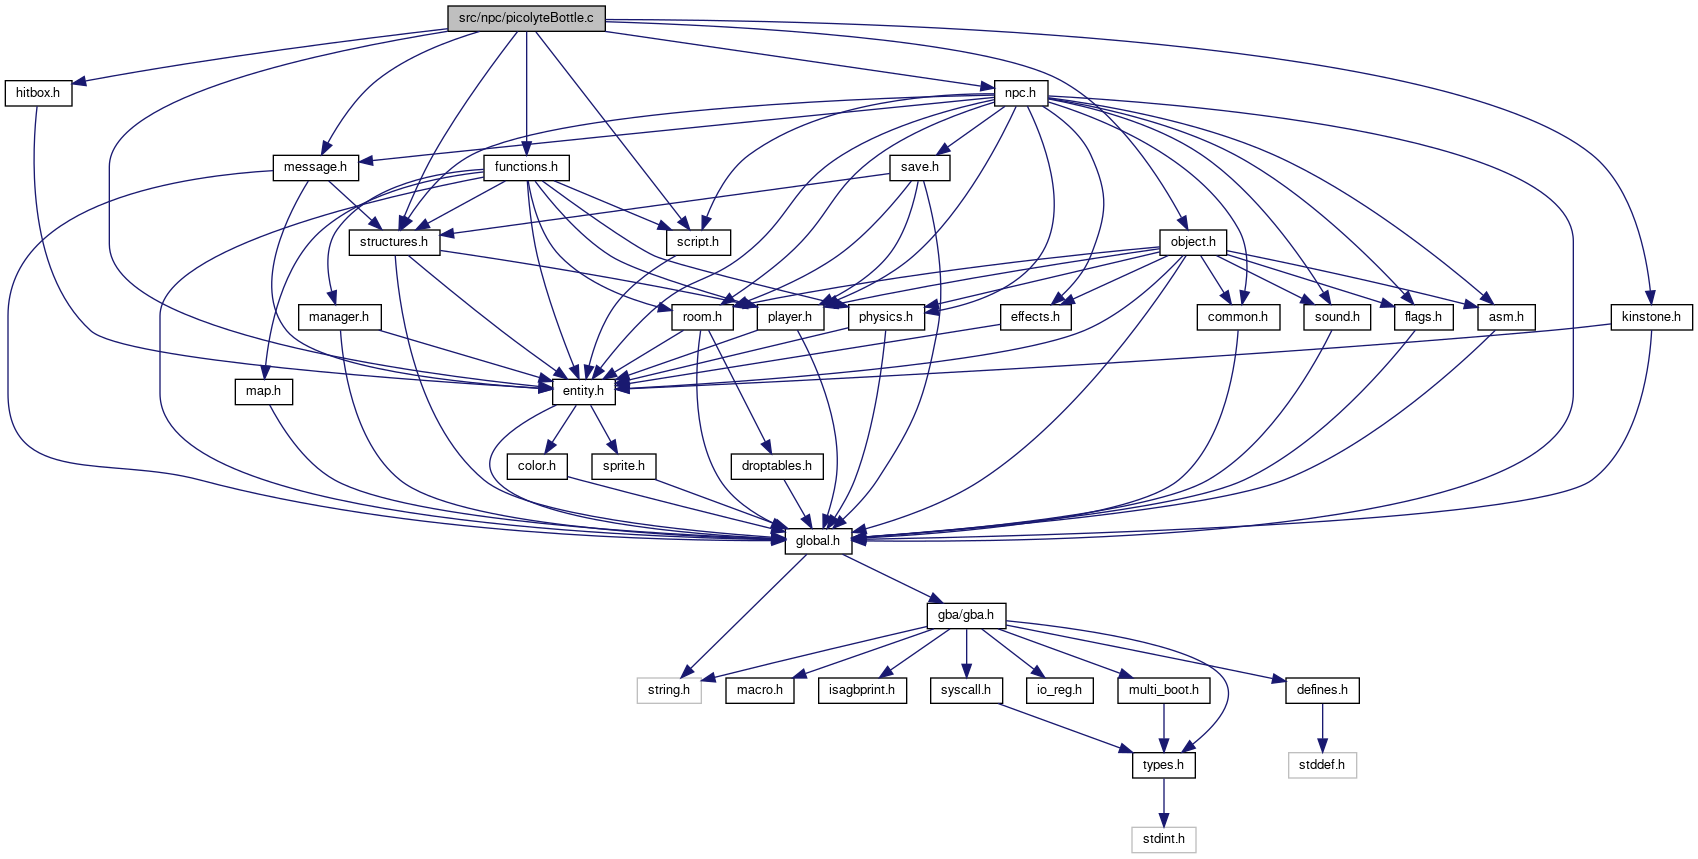 src/npc/picolyteBottle.c
hitbox.h
npc.h
message.h
functions.h
save.h
structures.h
script.h
object.h
manager.h
room.h
player.h
physics.h
effects.h
common.h
sound.h
flags.h
asm.h
kinstone.h
map.h
entity.h
color.h
sprite.h
droptables.h
global.h
gba/gba.h
string.h
macro.h
isagbprint.h
syscall.h
io_reg.h
multi_boot.h
defines.h
types.h
stddef.h
stdint.h